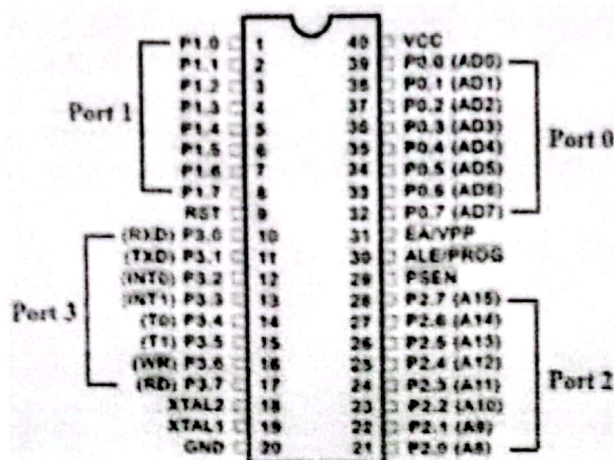 P1.0 1 40 VCC
P1.1 2 39 P0.0 (AD0)
P1.2 3 38 P0.1 (AD1)
Port 1 P1.3 4 37 P0.2 (AD2)
P1.4 5 36 P0.3 (AD3) Port 0
P1.5 6 35 P0.4 (AD4)
P1.6 7 34 P0.5 (AD5)
P1.7 8 33 P0.6 (AD6)
RST 9 32 P0.7 (AD7)
(RXD) P3.0 10 31 EA/VPP
(TXD) P3.1 11 30 ALE/PROG
(INT0) P3.2 12 29 PSEN
(INT1) P3.3 13 28 P2.7 (A15)
Port 3 (T0) P3.4 14 27 P2.6 (A14)
(T1) P3.5 15 26 P2.5 (A13)
(WR) P3.6 16 25 P2.4 (A12)
(RD) P3.7 17 24 P2.3 (A11) Port 2
XTAL2 18 23 P2.2 (A10)
XTAL1 19 22 P2.1 (A9)
GND 20 21 P2.0 (A8)